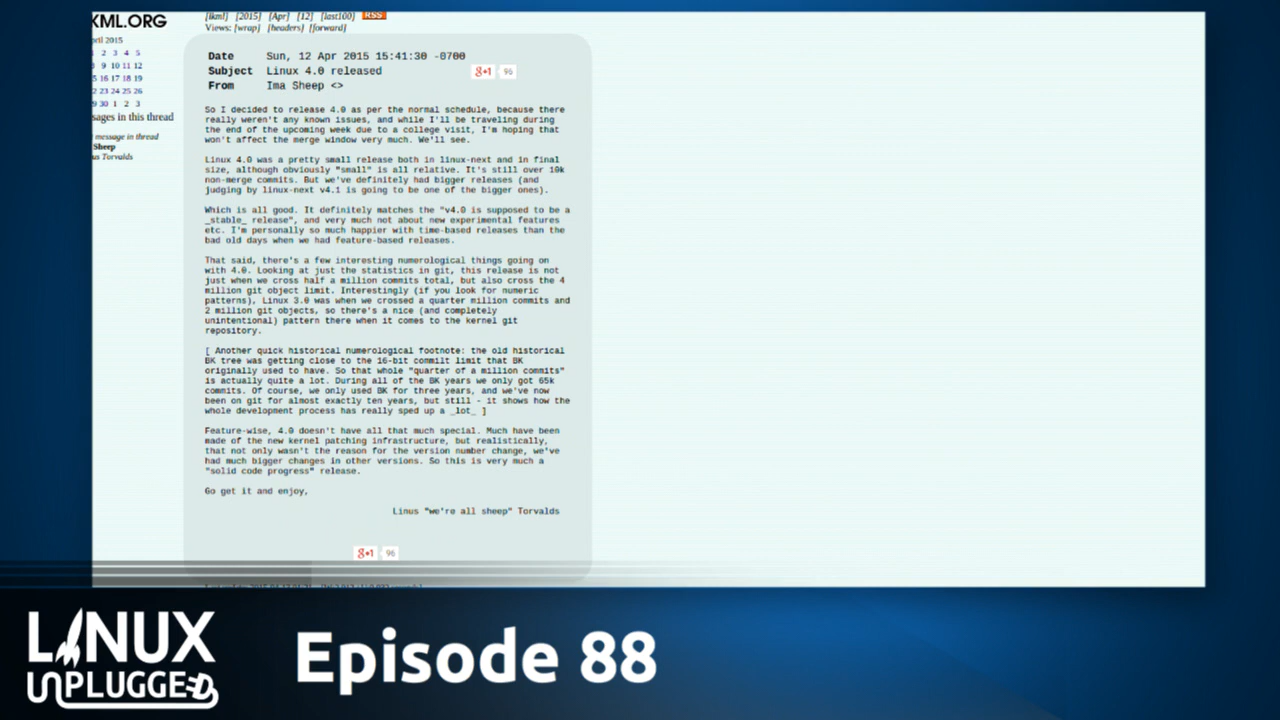 XML.ORG
[lkml] [2015] [Apr] [12] [last100] RSS
Views: [wrap] [headers] [forward]
pril 2015
2 3 4 5
8 9 10 11 12
5 16 17 18 19
2 23 24 25 26
9 30 1 2 3
sages in this thread
message in thread
Sheep
us Torvalds
Date Sun, 12 Apr 2015 15:41:30 -0700
Subject Linux 4.0 released
g+1 96
From Ima Sheep <>
So I decided to release 4.0 as per the normal schedule, because there
really weren't any known issues, and while I'll be traveling during
the end of the upcoming week due to a college visit, I'm hoping that
won't affect the merge window very much. We'll see.
Linux 4.0 was a pretty small release both in linux-next and in final
size, although obviously "small" is all relative. It's still over 10k
non-merge commits. But we've definitely had bigger releases (and
judging by linux-next v4.1 is going to be one of the bigger ones).
Which is all good. It definitely matches the "v4.0 is supposed to be a
_stable_ release", and very much not about new experimental features
etc. I'm personally so much happier with time-based releases than the
bad old days when we had feature-based releases.
That said, there's a few interesting numerological things going on
with 4.0. Looking at just the statistics in git, this release is not
just when we cross half a million commits total, but also cross the 4
million git object limit. Interestingly (if you look for numeric
patterns), Linux 3.0 was when we crossed a quarter million commits and
2 million git objects, so there's a nice (and completely
unintentional) pattern there when it comes to the kernel git
repository.
[ Another quick historical numerological footnote: the old historical
BK tree was getting close to the 16-bit commilt limit that BK
originally used to have. So that whole "quarter of a million commits"
is actually quite a lot. During all of the BK years we only got 65k
commits. Of course, we only used BK for three years, and we've now
been on git for almost exactly ten years, but still - it shows how the
whole development process has really sped up a _lot_ ]
Feature-wise, 4.0 doesn't have all that much special. Much have been
made of the new kernel patching infrastructure, but realistically,
that not only wasn't the reason for the version number change, we've
had much bigger changes in other versions. So this is very much a
"solid code progress" release.
Go get it and enjoy,
Linus "we're all sheep" Torvalds
g+1 96
LINUX
UNPLUGGED
Episode 88